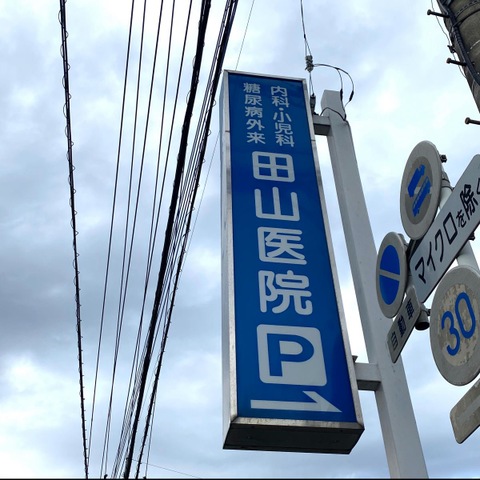 内科・小児科
糖尿病外来
田山医院
P
マイクロを除く
自動車
30